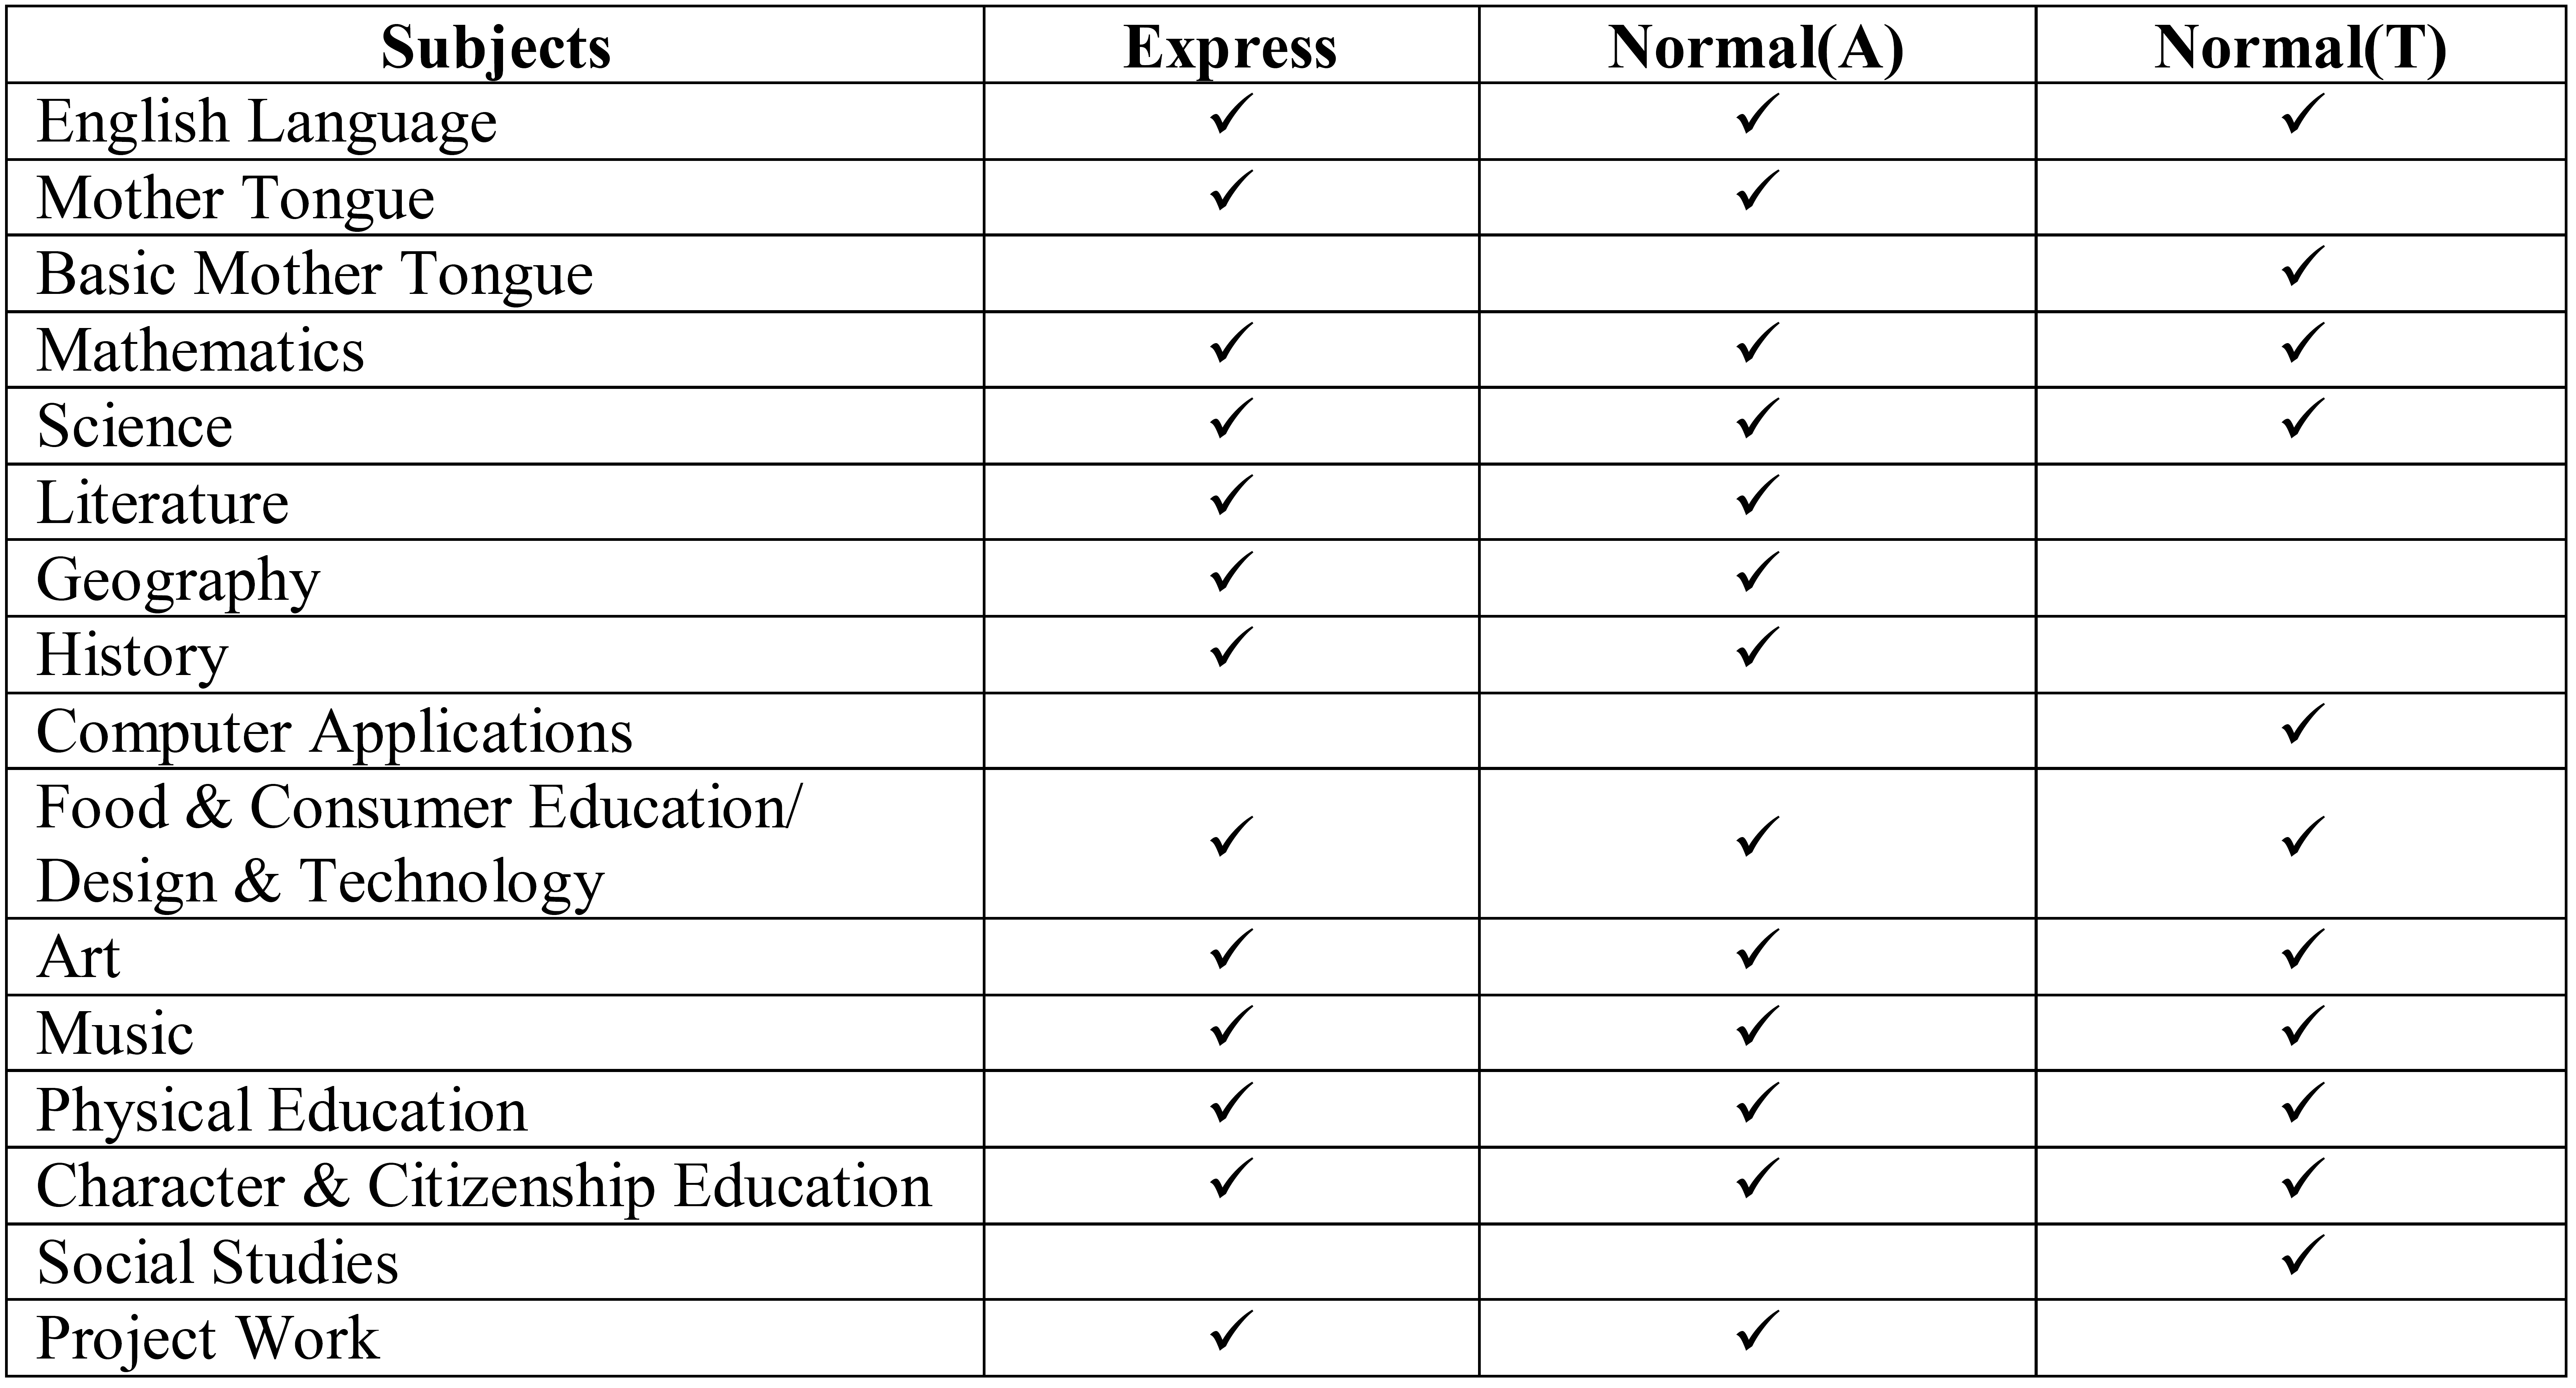 Subjects Express Normal(A) Normal(T)
English Language ✓ ✓ ✓
Mother Tongue ✓ ✓
Basic Mother Tongue ✓
Mathematics ✓ ✓ ✓
Science ✓ ✓ ✓
Literature ✓ ✓
Geography ✓ ✓
History ✓ ✓
Computer Applications ✓
Food & Consumer Education/
Design & Technology ✓ ✓ ✓
Art ✓ ✓ ✓
Music ✓ ✓ ✓
Physical Education ✓ ✓ ✓
Character & Citizenship Education ✓ ✓ ✓
Social Studies ✓
Project Work ✓ ✓